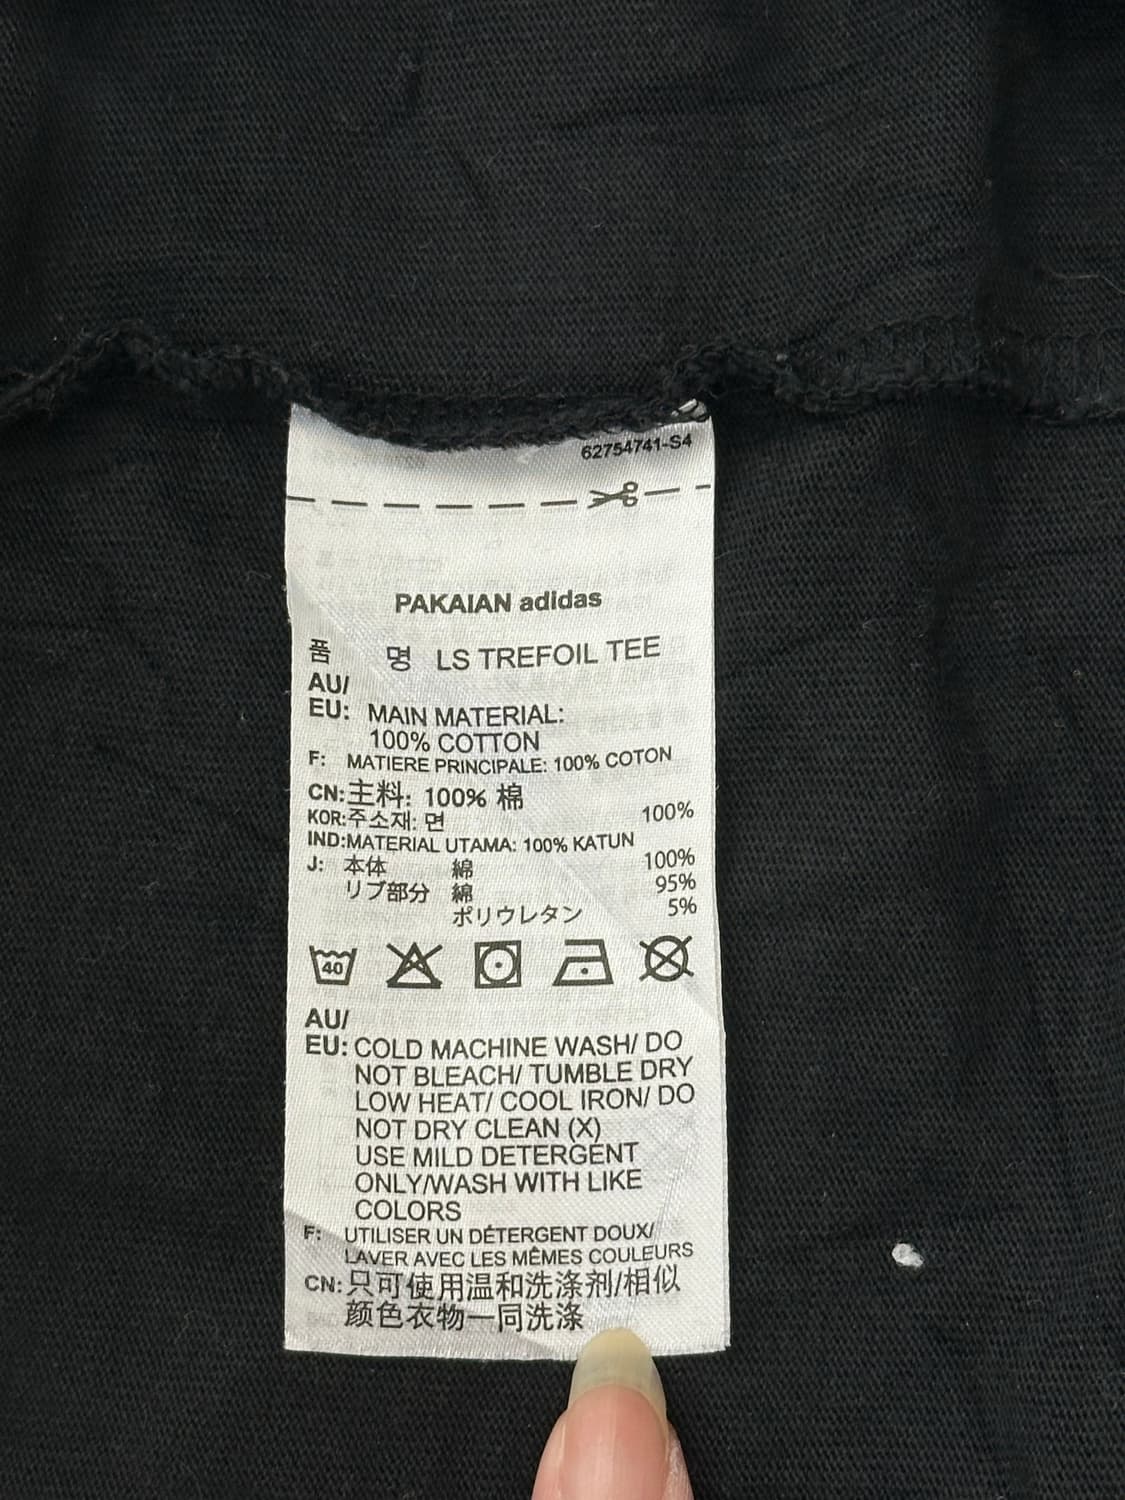 62754741-S4
PAKAIAN adidas
품 명 LS TREFOIL TEE
AU/
EU: MAIN MATERIAL:
100% COTTON
F: MATIERE PRINCIPALE: 100% COTON
CN:主料: 100% 棉
KOR:주소재: 면 100%
IND:MATERIAL UTAMA: 100% KATUN
J: 本体 綿 100%
リブ部分 綿 95%
ポリウレタン 5%
40
AU/
EU: COLD MACHINE WASH/ DO
NOT BLEACH/ TUMBLE DRY
LOW HEAT/ COOL IRON/ DO
NOT DRY CLEAN (X)
USE MILD DETERGENT
ONLY/WASH WITH LIKE
COLORS
F: UTILISER UN DÉTERGENT DOUX/
LAVER AVEC LES MÊMES COULEURS
CN:只可使用温和洗涤剂/相似
颜色衣物一同洗涤